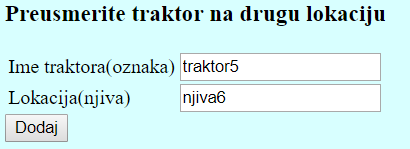 Preusmerite traktor na drugu lokaciju
Ime traktora(oznaka) traktor5
Lokacija(njiva) njiva6
Dodaj